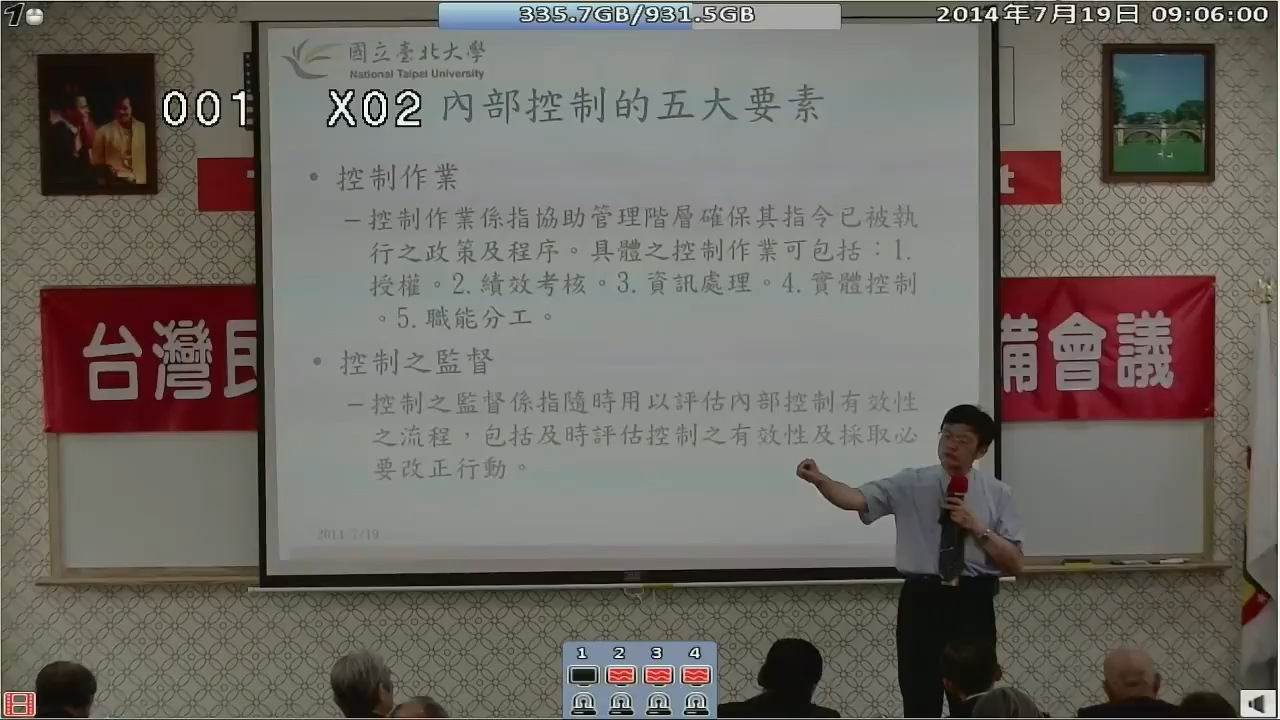 335.7GB/931.5GB
2014年7月19日 09:06:00
1
國立臺北大學
National Taipei University
001
X02
內部控制的五大要素
t
• 控制作業
–控制作業係指協助管理階層確保其指令已被執
行之政策及程序。具體之控制作業可包括：1.
授權。2.績效考核。3.資訊處理。4.實體控制
。5.職能分工。
台灣民
備會議
• 控制之監督
–控制之監督係指隨時用以評估內部控制有效性
之流程，包括及時評估控制之有效性及採取必
要改正行動。
2014/7/19
1 2 3 4